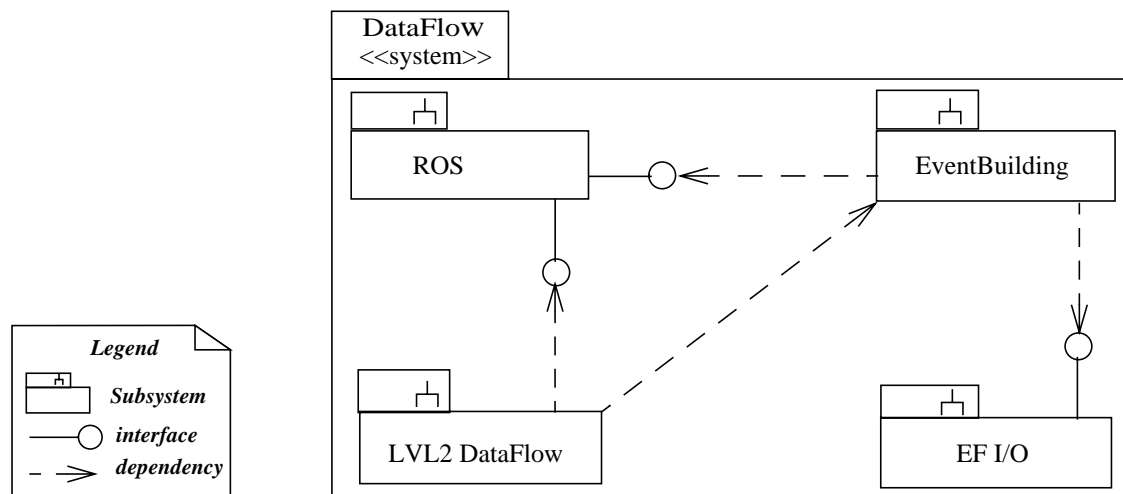 DataFlow
<<system>>
ROS
EventBuilding
LVL2 DataFlow
EF I/O
Legend
Subsystem
interface
dependency